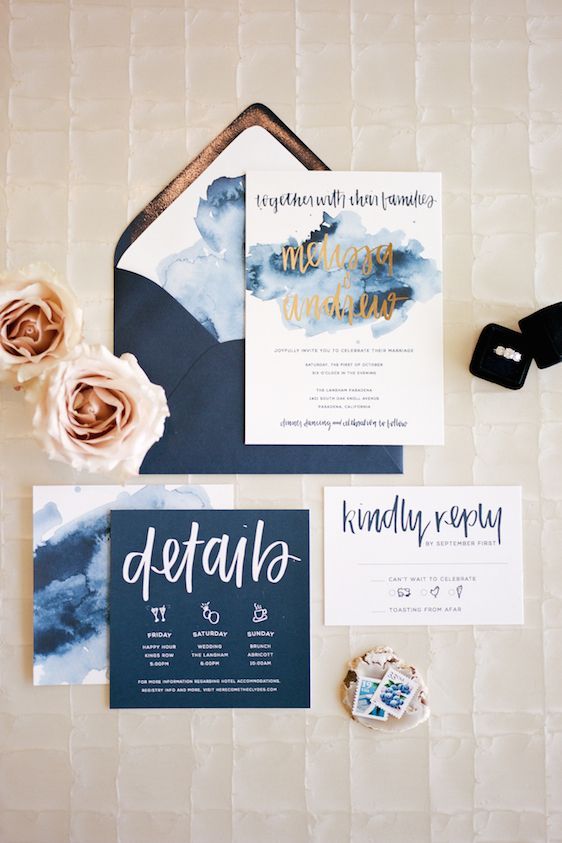 together with their families
melissa
&
andrew
JOYFULLY INVITE YOU TO CELEBRATE THEIR MARRIAGE
SATURDAY, THE FIRST OF OCTOBER
SIX O'CLOCK IN THE EVENING
THE LANGHAM PASADENA
1401 SOUTH OAK KNOLL AVENUE
PASADENA, CALIFORNIA
dinner dancing and celebration to follow
details
FRIDAY
HAPPY HOUR
KINGS ROW
5:00PM
SATURDAY
WEDDING
THE LANGHAM
6:00PM
SUNDAY
BRUNCH
ABRICOTT
10:00AM
FOR MORE INFORMATION REGARDING HOTEL ACCOMMODATIONS,
REGISTRY INFO AND MORE, VISIT HERECOMETHECLYDES.COM
kindly reply
BY SEPTEMBER FIRST
CAN'T WAIT TO CELEBRATE
TOASTING FROM AFAR
19